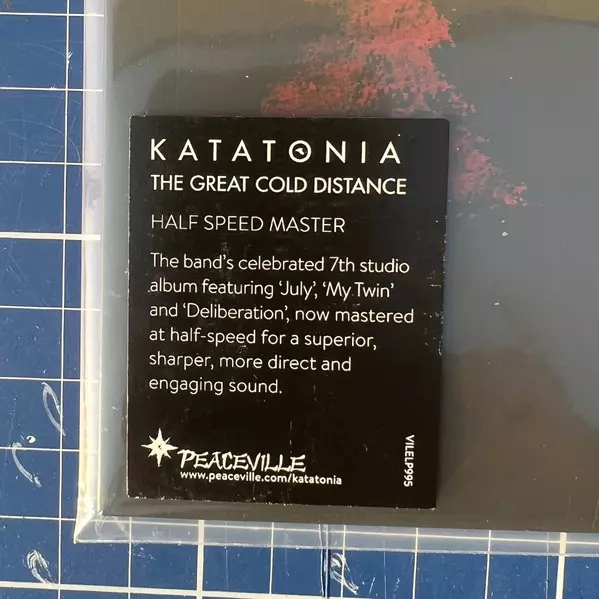 KATATONIA
THE GREAT COLD DISTANCE
HALF SPEED MASTER
The band's celebrated 7th studio
album featuring 'July', 'My Twin'
and 'Deliberation', now mastered
at half-speed for a superior,
sharper, more direct and
engaging sound.
PEACEVILLE
www.peaceville.com/katatonia
VILELP995